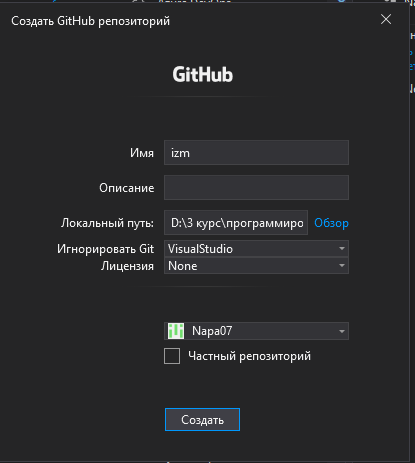 Создать GitHub репозиторий
GitHub
Имя izm
Описание
Локальный путь: D:\3 курс\программиро Обзор
Игнорировать Git VisualStudio
Лицензия None
Napa07
Частный репозиторий
Создать